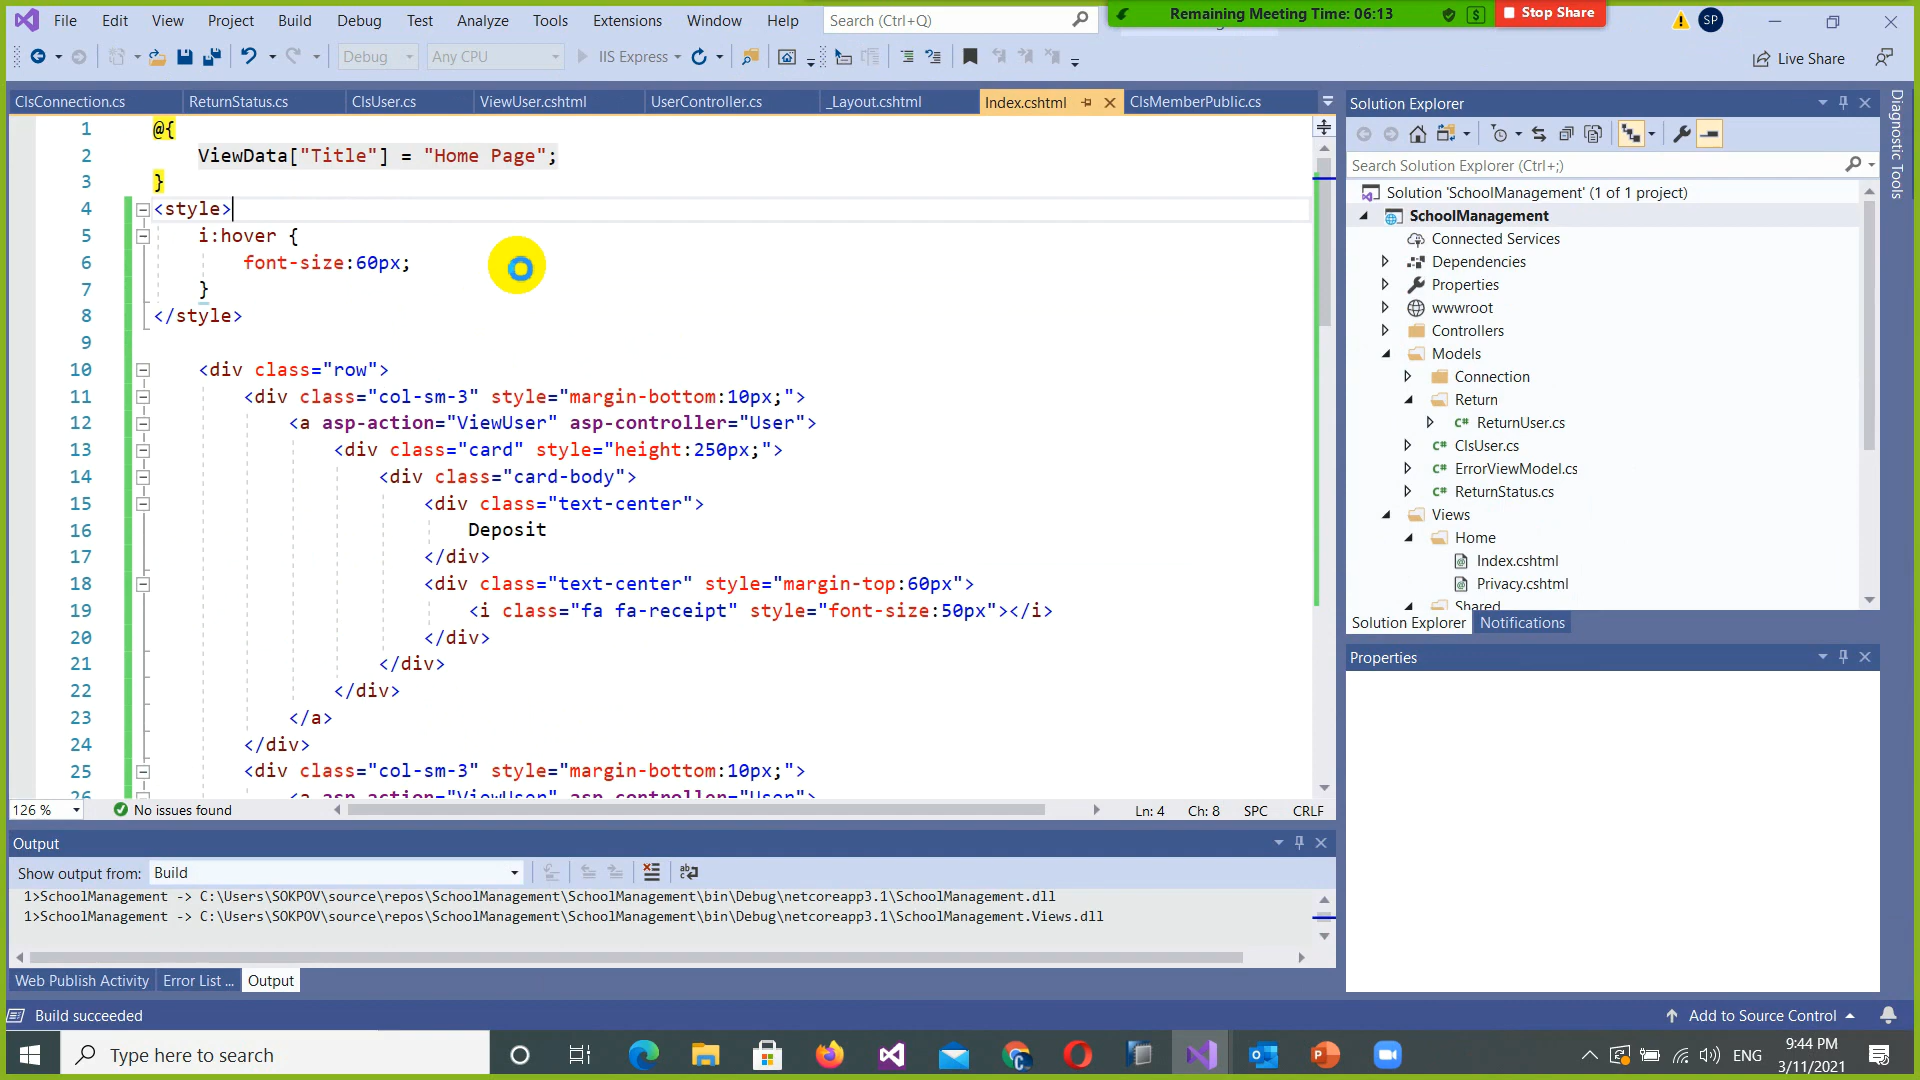 File Edit View Project Build Debug Test Analyze Tools Extensions Window Help Search (Ctrl+Q) Remaining Meeting Time: 06:13 $ Stop Share SP
Debug Any CPU IIS Express Live Share
ClsConnection.cs ReturnStatus.cs ClsUser.cs ViewUser.cshtml UserController.cs _Layout.cshtml Index.cshtml ClsMemberPublic.cs
1 @{
2 ViewData["Title"] = "Home Page";
3 }
4 <style>
5 i:hover {
6 font-size:60px;
7 }
8 </style>
9
10 <div class="row">
11 <div class="col-sm-3" style="margin-bottom:10px;">
12 <a asp-action="ViewUser" asp-controller="User">
13 <div class="card" style="height:250px;">
14 <div class="card-body">
15 <div class="text-center">
16 Deposit
17 </div>
18 <div class="text-center" style="margin-top:60px">
19 <i class="fa fa-receipt" style="font-size:50px"></i>
20 </div>
21 </div>
22 </div>
23 </a>
24 </div>
25 <div class="col-sm-3" style="margin-bottom:10px;">
26 <a asp-action="ViewUser" asp-controller="User">
126 % No issues found Ln: 4 Ch: 8 SPC CRLF
Solution Explorer
Search Solution Explorer (Ctrl+;)
Solution 'SchoolManagement' (1 of 1 project)
SchoolManagement
Connected Services
Dependencies
Properties
wwwroot
Controllers
Models
Connection
Return
C# ReturnUser.cs
C# ClsUser.cs
C# ErrorViewModel.cs
C# ReturnStatus.cs
Views
Home
Index.cshtml
Privacy.cshtml
Shared
Solution Explorer Notifications
Properties
Diagnostic Tools
Output
Show output from: Build
1>SchoolManagement -> C:\Users\SOKPOV\source\repos\SchoolManagement\SchoolManagement\bin\Debug\netcoreapp3.1\SchoolManagement.dll
1>SchoolManagement -> C:\Users\SOKPOV\source\repos\SchoolManagement\SchoolManagement\bin\Debug\netcoreapp3.1\SchoolManagement.Views.dll
Web Publish Activity Error List ... Output
Build succeeded Add to Source Control
Type here to search ENG 9:44 PM
3/11/2021